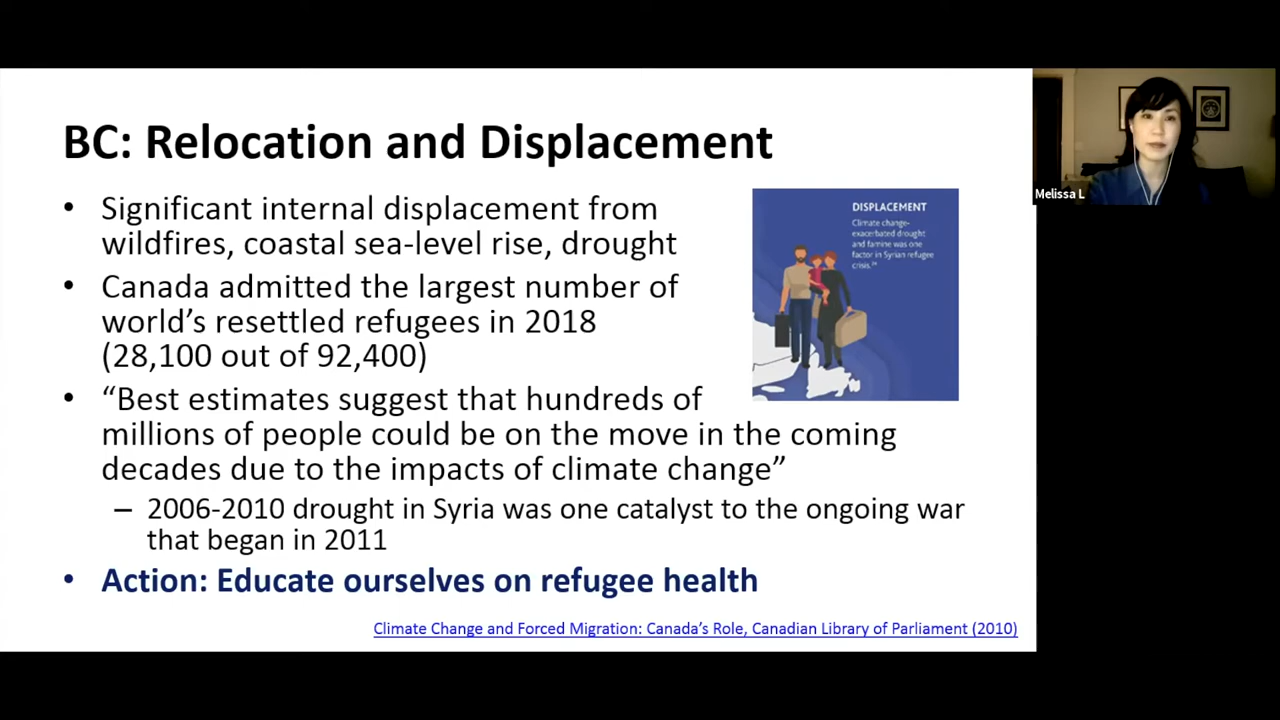 BC: Relocation and Displacement
• Significant internal displacement from
wildfires, coastal sea-level rise, drought
• Canada admitted the largest number of
world’s resettled refugees in 2018
(28,100 out of 92,400)
• “Best estimates suggest that hundreds of
millions of people could be on the move in the coming
decades due to the impacts of climate change”
– 2006-2010 drought in Syria was one catalyst to the ongoing war
that began in 2011
• Action: Educate ourselves on refugee health
Climate Change and Forced Migration: Canada’s Role, Canadian Library of Parliament (2010)
DISPLACEMENT
Climate change-
exacerbated drought
and famine was one
factor in Syrian refugee
crisis.
Melissa L